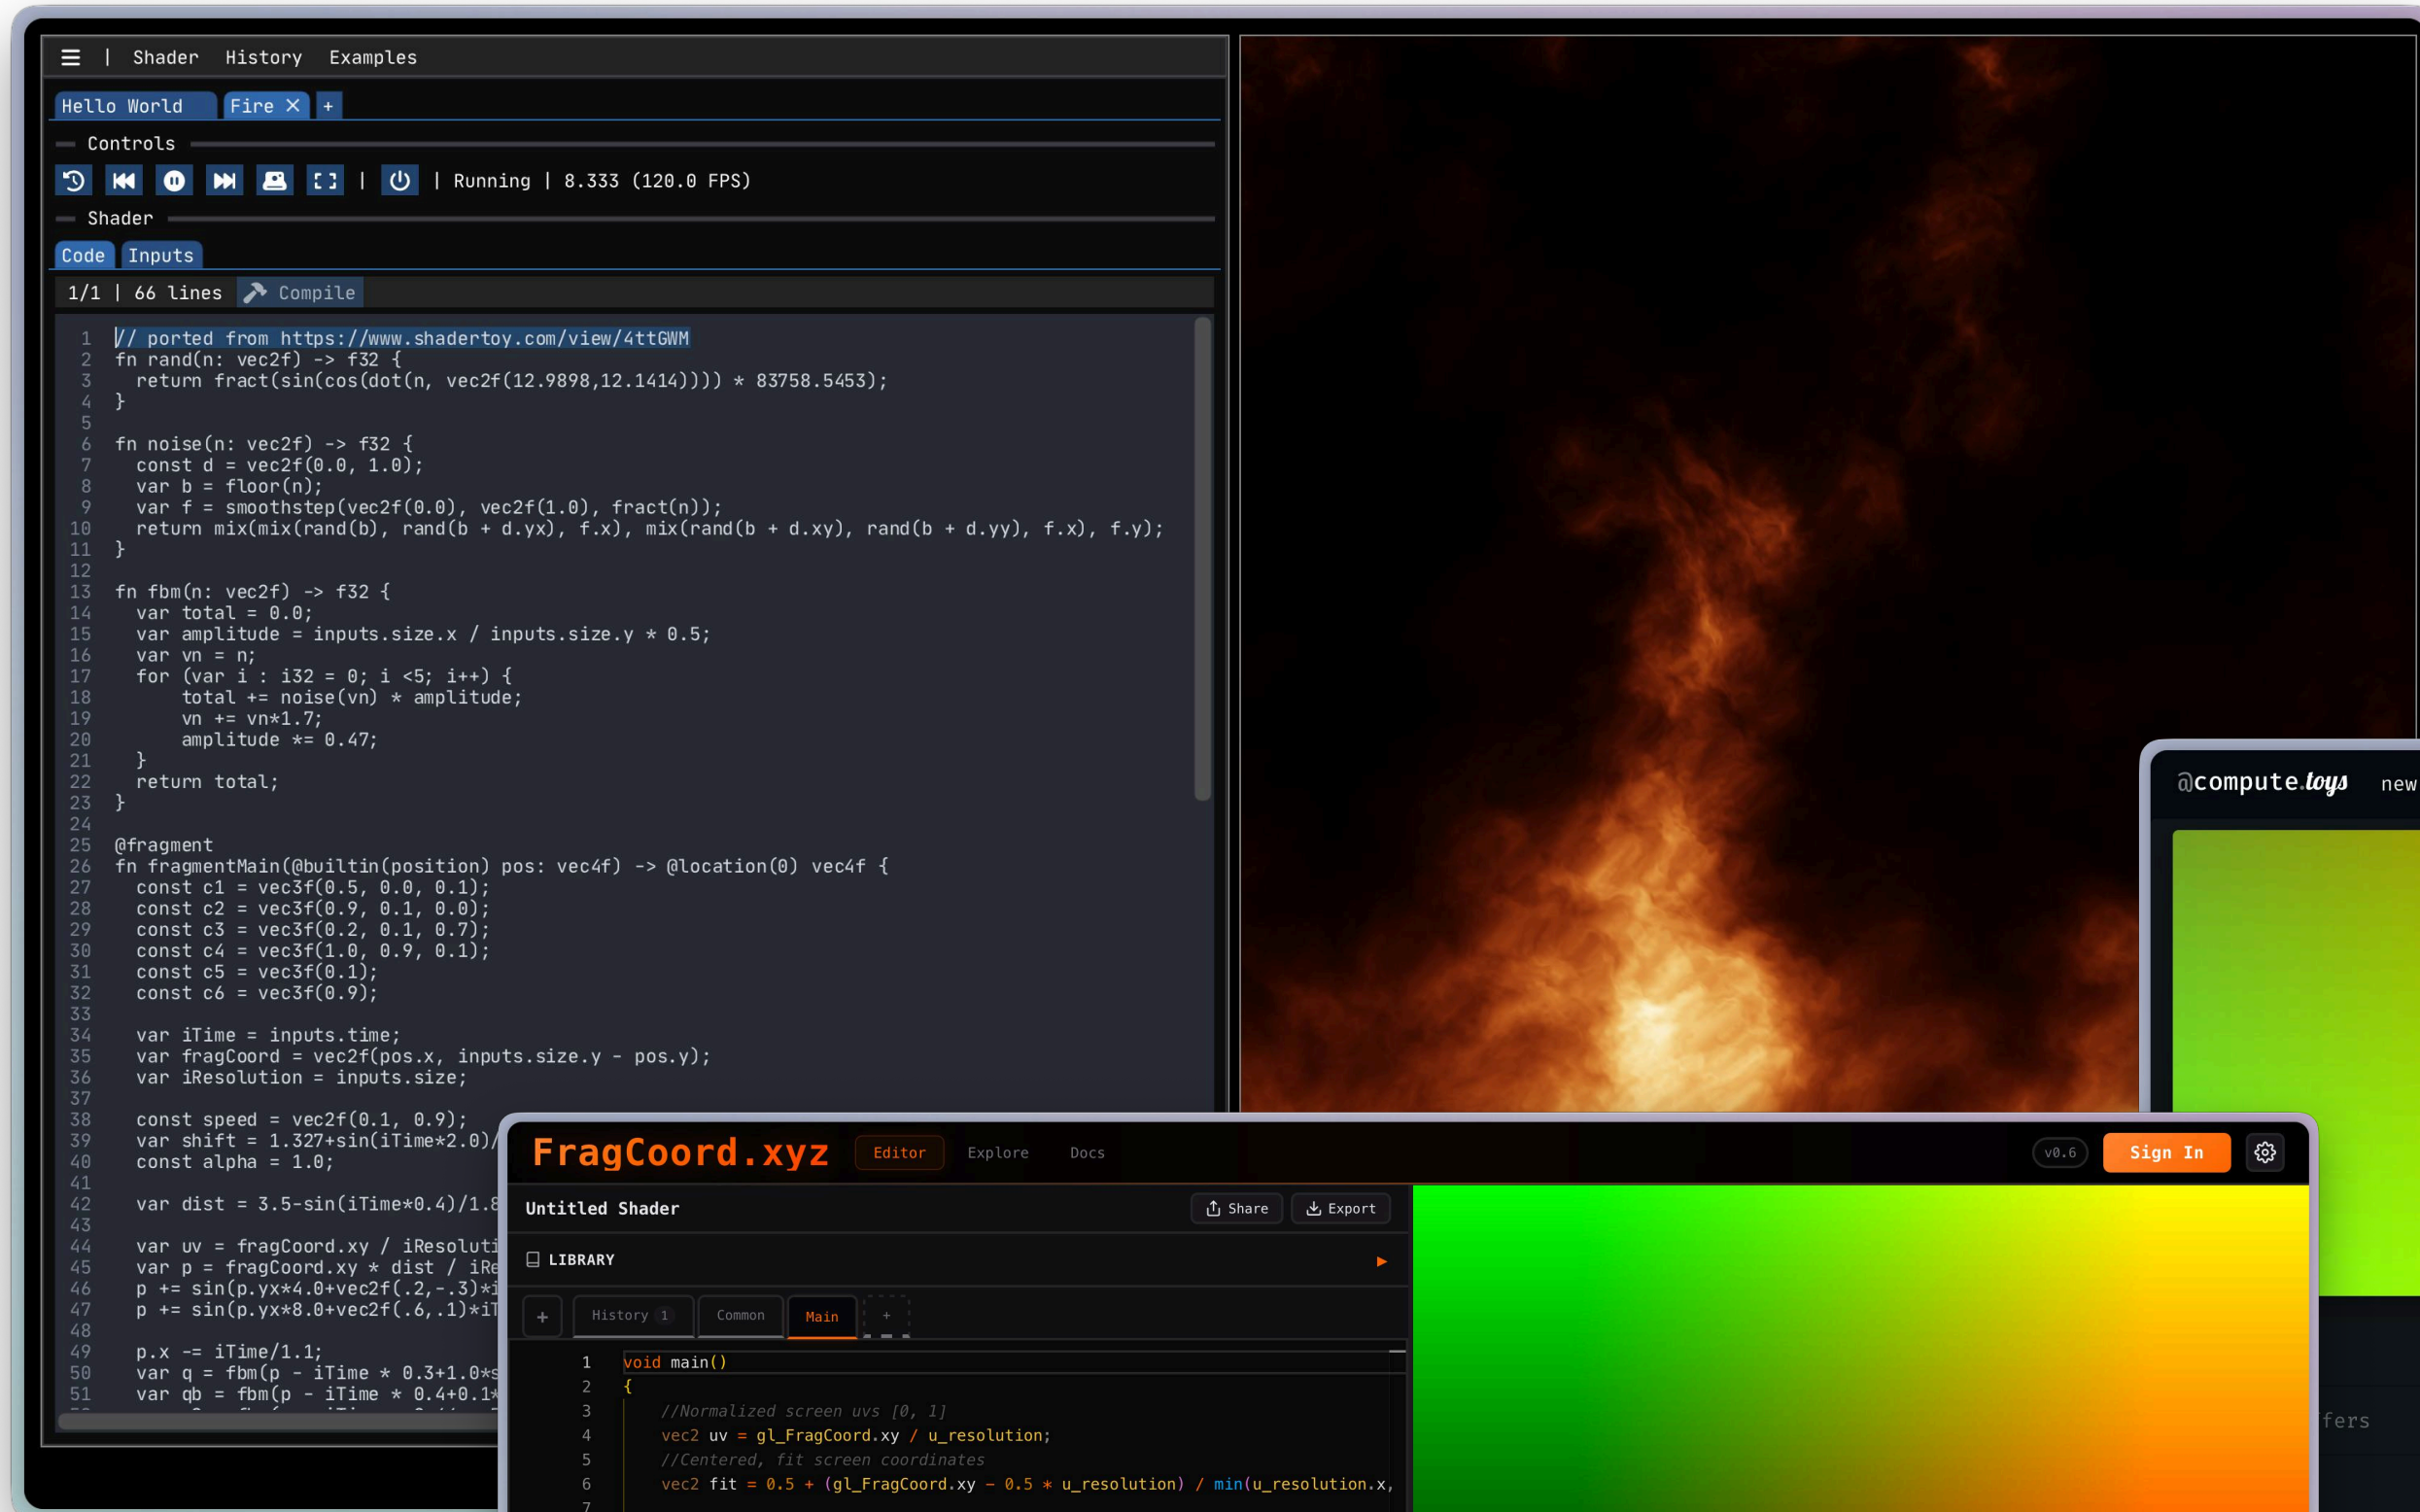 ☰ | Shader History Examples
Hello World Fire × +
Controls
| | Running | 8.333 (120.0 FPS)
Shader
Code Inputs
1/1 | 66 lines Compile
1 // ported from https://www.shadertoy.com/view/4ttGWM
2 fn rand(n: vec2f) -> f32 {
3   return fract(sin(cos(dot(n, vec2f(12.9898,12.1414)))) * 83758.5453);
4 }
5
6 fn noise(n: vec2f) -> f32 {
7   const d = vec2f(0.0, 1.0);
8   var b = floor(n);
9   var f = smoothstep(vec2f(0.0), vec2f(1.0), fract(n));
10   return mix(mix(rand(b), rand(b + d.yx), f.x), mix(rand(b + d.xy), rand(b + d.yy), f.x), f.y);
11 }
12
13 fn fbm(n: vec2f) -> f32 {
14   var total = 0.0;
15   var amplitude = inputs.size.x / inputs.size.y * 0.5;
16   var vn = n;
17   for (var i : i32 = 0; i <5; i++) {
18       total += noise(vn) * amplitude;
19       vn += vn*1.7;
20       amplitude *= 0.47;
21   }
22   return total;
23 }
24
25 @fragment
26 fn fragmentMain(@builtin(position) pos: vec4f) -> @location(0) vec4f {
27   const c1 = vec3f(0.5, 0.0, 0.1);
28   const c2 = vec3f(0.9, 0.1, 0.0);
29   const c3 = vec3f(0.2, 0.1, 0.7);
30   const c4 = vec3f(1.0, 0.9, 0.1);
31   const c5 = vec3f(0.1);
32   const c6 = vec3f(0.9);
33
34   var iTime = inputs.time;
35   var fragCoord = vec2f(pos.x, inputs.size.y - pos.y);
36   var iResolution = inputs.size;
37
38   const speed = vec2f(0.1, 0.9);
39   var shift = 1.327+sin(iTime*2.0)/
40   const alpha = 1.0;
41
42   var dist = 3.5-sin(iTime*0.4)/1.8
43
44   var uv = fragCoord.xy / iResoluti
45   var p = fragCoord.xy * dist / iRe
46   p += sin(p.yx*4.0+vec2f(.2,-.3)*i
47   p += sin(p.yx*8.0+vec2f(.6,.1)*iT
48
49   p.x -= iTime/1.1;
50   var q = fbm(p - iTime * 0.3+1.0*s
51   var qb = fbm(p - iTime * 0.4+0.1*
@compute.toys new
fers
FragCoord.xyz Editor Explore Docs v0.6 Sign In
Untitled Shader Share Export
LIBRARY
+ History 1 Common Main +
1 void main()
2 {
3     //Normalized screen uvs [0, 1]
4     vec2 uv = gl_FragCoord.xy / u_resolution;
5     //Centered, fit screen coordinates
6     vec2 fit = 0.5 + (gl_FragCoord.xy - 0.5 * u_resolution) / min(u_resolution.x,
7